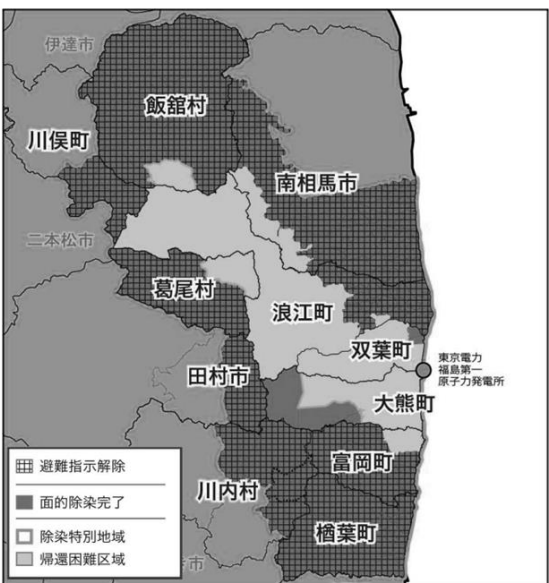 伊達市
飯舘村
川俣町
南相馬市
二本松市
葛尾村
浪江町
双葉町
東京電力
福島第一
原子力発電所
田村市
大熊町
富岡町
川内村
楢葉町
避難指示解除
面的除染完了
除染特別地域
帰還困難区域
市